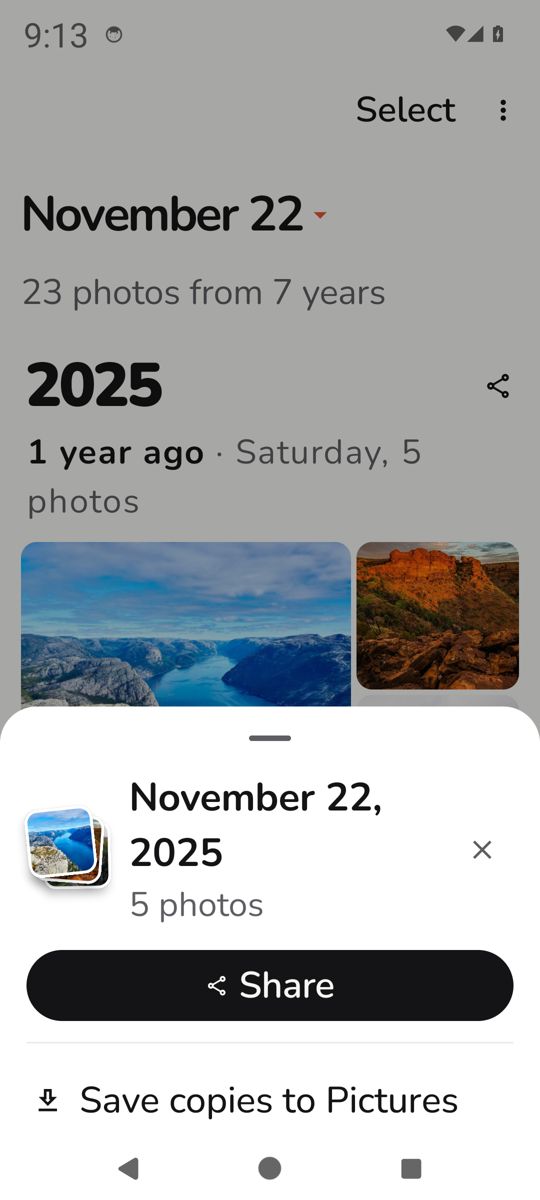 9:13
Select
November 22
23 photos from 7 years
2025
1 year ago · Saturday, 5
photos
November 22,
2025
5 photos
Share
Save copies to Pictures